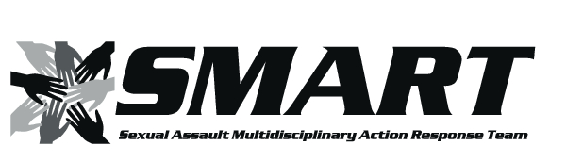 SMART
Sexual Assault Multidisciplinary Action Response Team